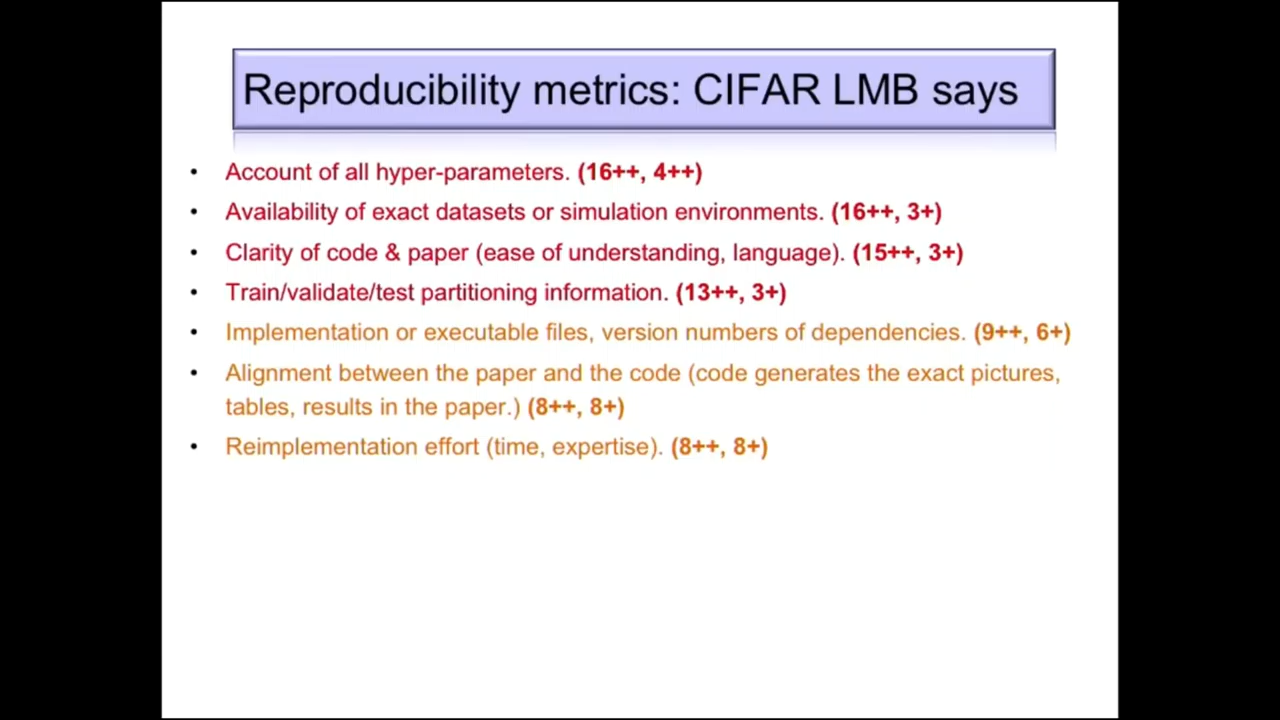 Reproducibility metrics: CIFAR LMB says
• Account of all hyper-parameters. (16++, 4++)
• Availability of exact datasets or simulation environments. (16++, 3+)
• Clarity of code & paper (ease of understanding, language). (15++, 3+)
• Train/validate/test partitioning information. (13++, 3+)
• Implementation or executable files, version numbers of dependencies. (9++, 6+)
• Alignment between the paper and the code (code generates the exact pictures,
tables, results in the paper.) (8++, 8+)
• Reimplementation effort (time, expertise). (8++, 8+)